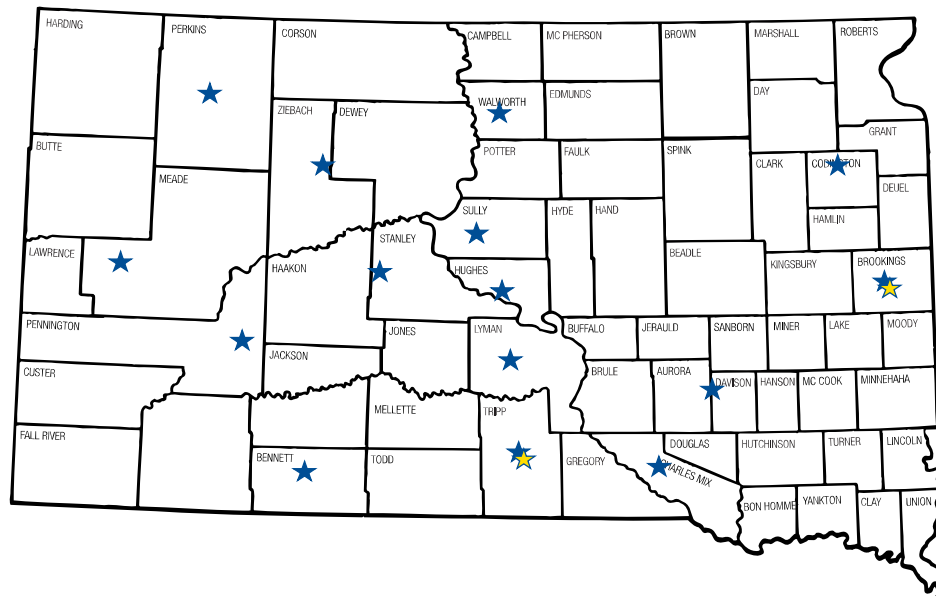 HARDING
PERKINS
CORSON
CAMPBELL
MC PHERSON
BROWN
MARSHALL
ROBERTS
WALWORTH
EDMUNDS
DAY
ZIEBACH
DEWEY
GRANT
BUTTE
MEADE
POTTER
FAULK
SPINK
CLARK
CODINGTON
DEUEL
SULLY
HYDE
HAND
HAMLIN
STANLEY
LAWRENCE
HAAKON
HUGHES
BEADLE
KINGSBURY
BROOKINGS
PENNINGTON
JONES
LYMAN
BUFFALO
JERAULD
SANBORN
MINER
LAKE
MOODY
JACKSON
CUSTER
BRULE
AURORA
DAVISON
HANSON
MC COOK
MINNEHAHA
MELLETTE
TRIPP
FALL RIVER
BENNETT
TODD
GREGORY
DOUGLAS
CHARLES MIX
HUTCHINSON
TURNER
LINCOLN
BON HOMME
YANKTON
CLAY
UNION